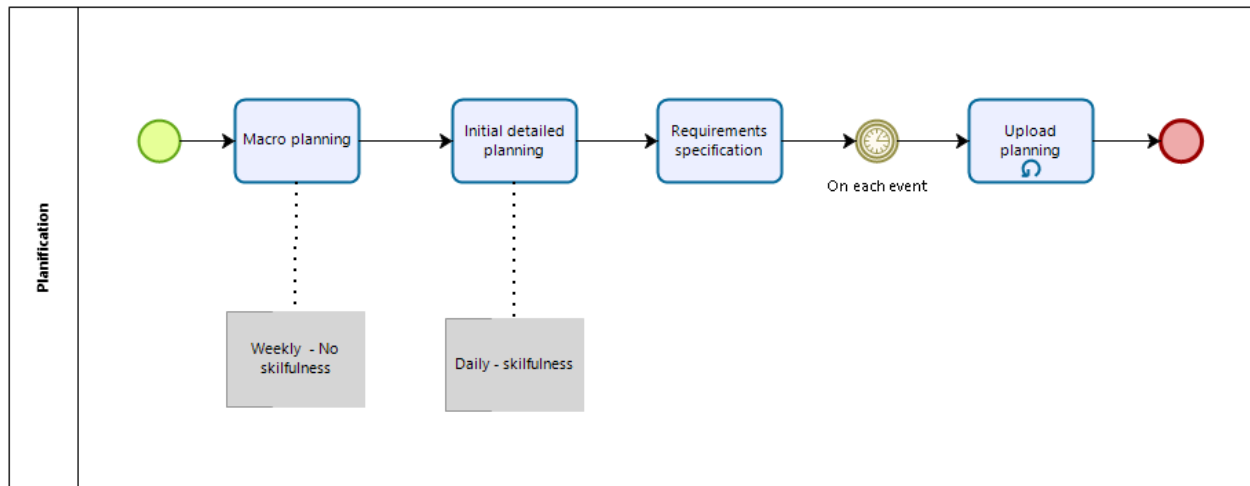 Planification
Macro planning
Initial detailed
planning
Requirements
specification
On each event
Upload
planning
Weekly  - No
skilfulness
Daily - skilfulness